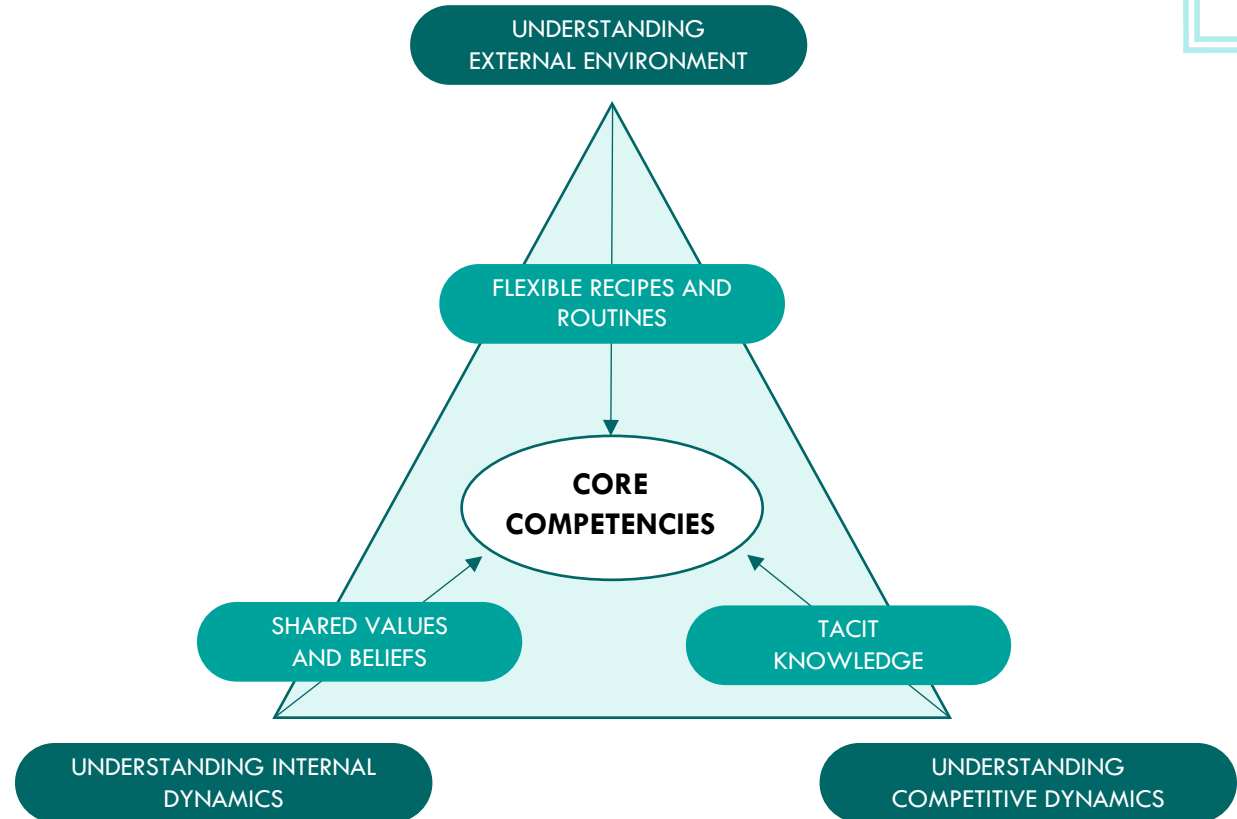 UNDERSTANDING
EXTERNAL ENVIRONMENT
FLEXIBLE RECIPES AND
ROUTINES
CORE
COMPETENCIES
SHARED VALUES
AND BELIEFS
TACIT
KNOWLEDGE
UNDERSTANDING INTERNAL
DYNAMICS
UNDERSTANDING
COMPETITIVE DYNAMICS